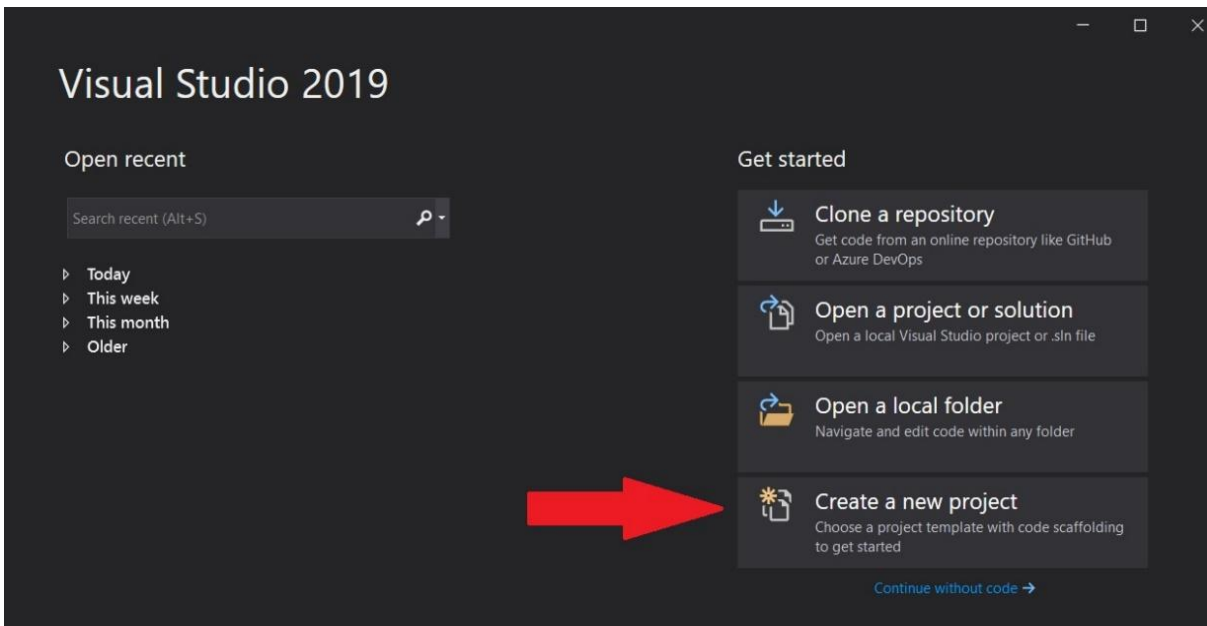 Visual Studio 2019
Open recent
Search recent (Alt+S)
Today
This week
This month
Older
Get started
Clone a repository
Get code from an online repository like GitHub
or Azure DevOps
Open a project or solution
Open a local Visual Studio project or .sln file
Open a local folder
Navigate and edit code within any folder
Create a new project
Choose a project template with code scaffolding
to get started
Continue without code →